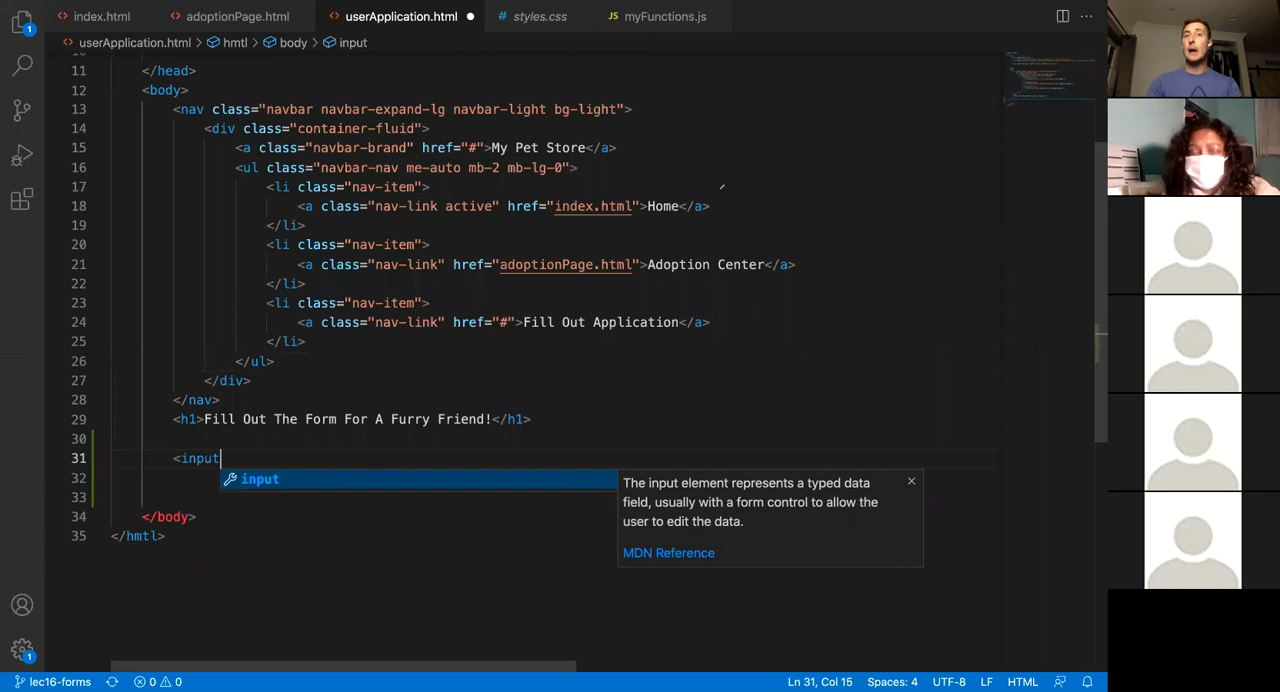 index.html adoptionPage.html userApplication.html # styles.css JS myFunctions.js
userApplication.html > hmtl > body > input
11 </head>
12 <body>
13 <nav class="navbar navbar-expand-lg navbar-light bg-light">
14 <div class="container-fluid">
15 <a class="navbar-brand" href="#">My Pet Store</a>
16 <ul class="navbar-nav me-auto mb-2 mb-lg-0">
17 <li class="nav-item">
18 <a class="nav-link active" href="index.html">Home</a>
19 </li>
20 <li class="nav-item">
21 <a class="nav-link" href="adoptionPage.html">Adoption Center</a>
22 </li>
23 <li class="nav-item">
24 <a class="nav-link" href="#">Fill Out Application</a>
25 </li>
26 </ul>
27 </div>
28 </nav>
29 <h1>Fill Out The Form For A Furry Friend!</h1>
30
31 <input
input
The input element represents a typed data
field, usually with a form control to allow the
user to edit the data.
MDN Reference
32
33
34 </body>
35 </hmtl>
1
1
lec16-forms 0 0 Ln 31, Col 15 Spaces: 4 UTF-8 LF HTML